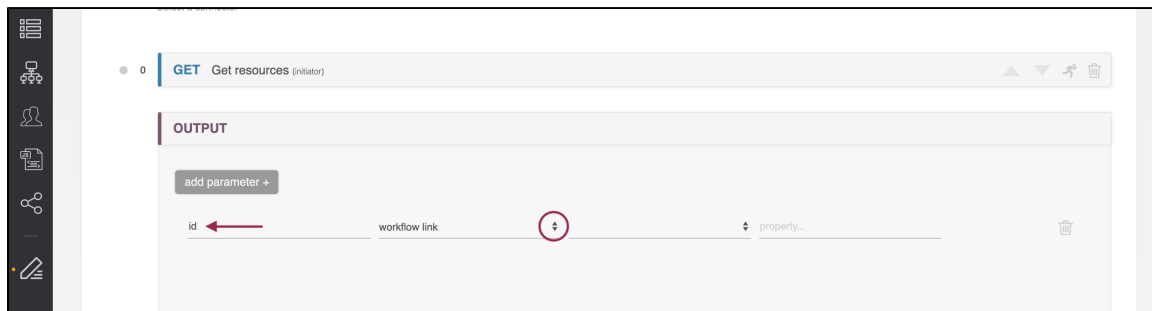 0 GET Get resources (initiator)
OUTPUT
add parameter +
id workflow link property...